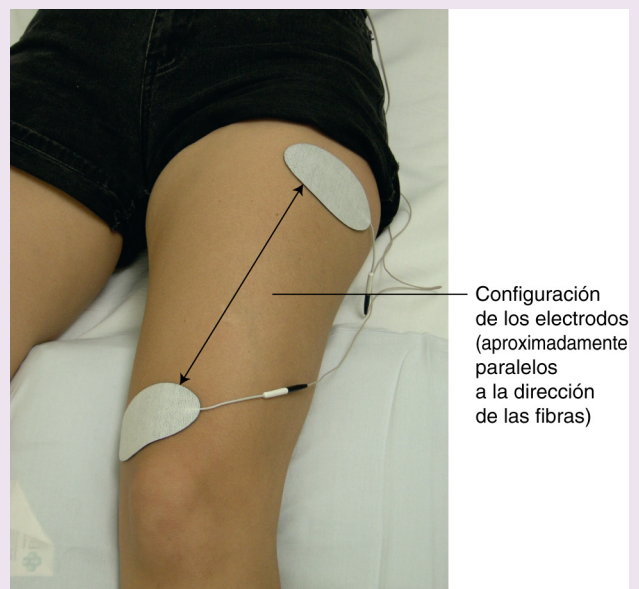 Configuración
de los electrodos
(aproximadamente
paralelos
a la dirección
de las fibras)